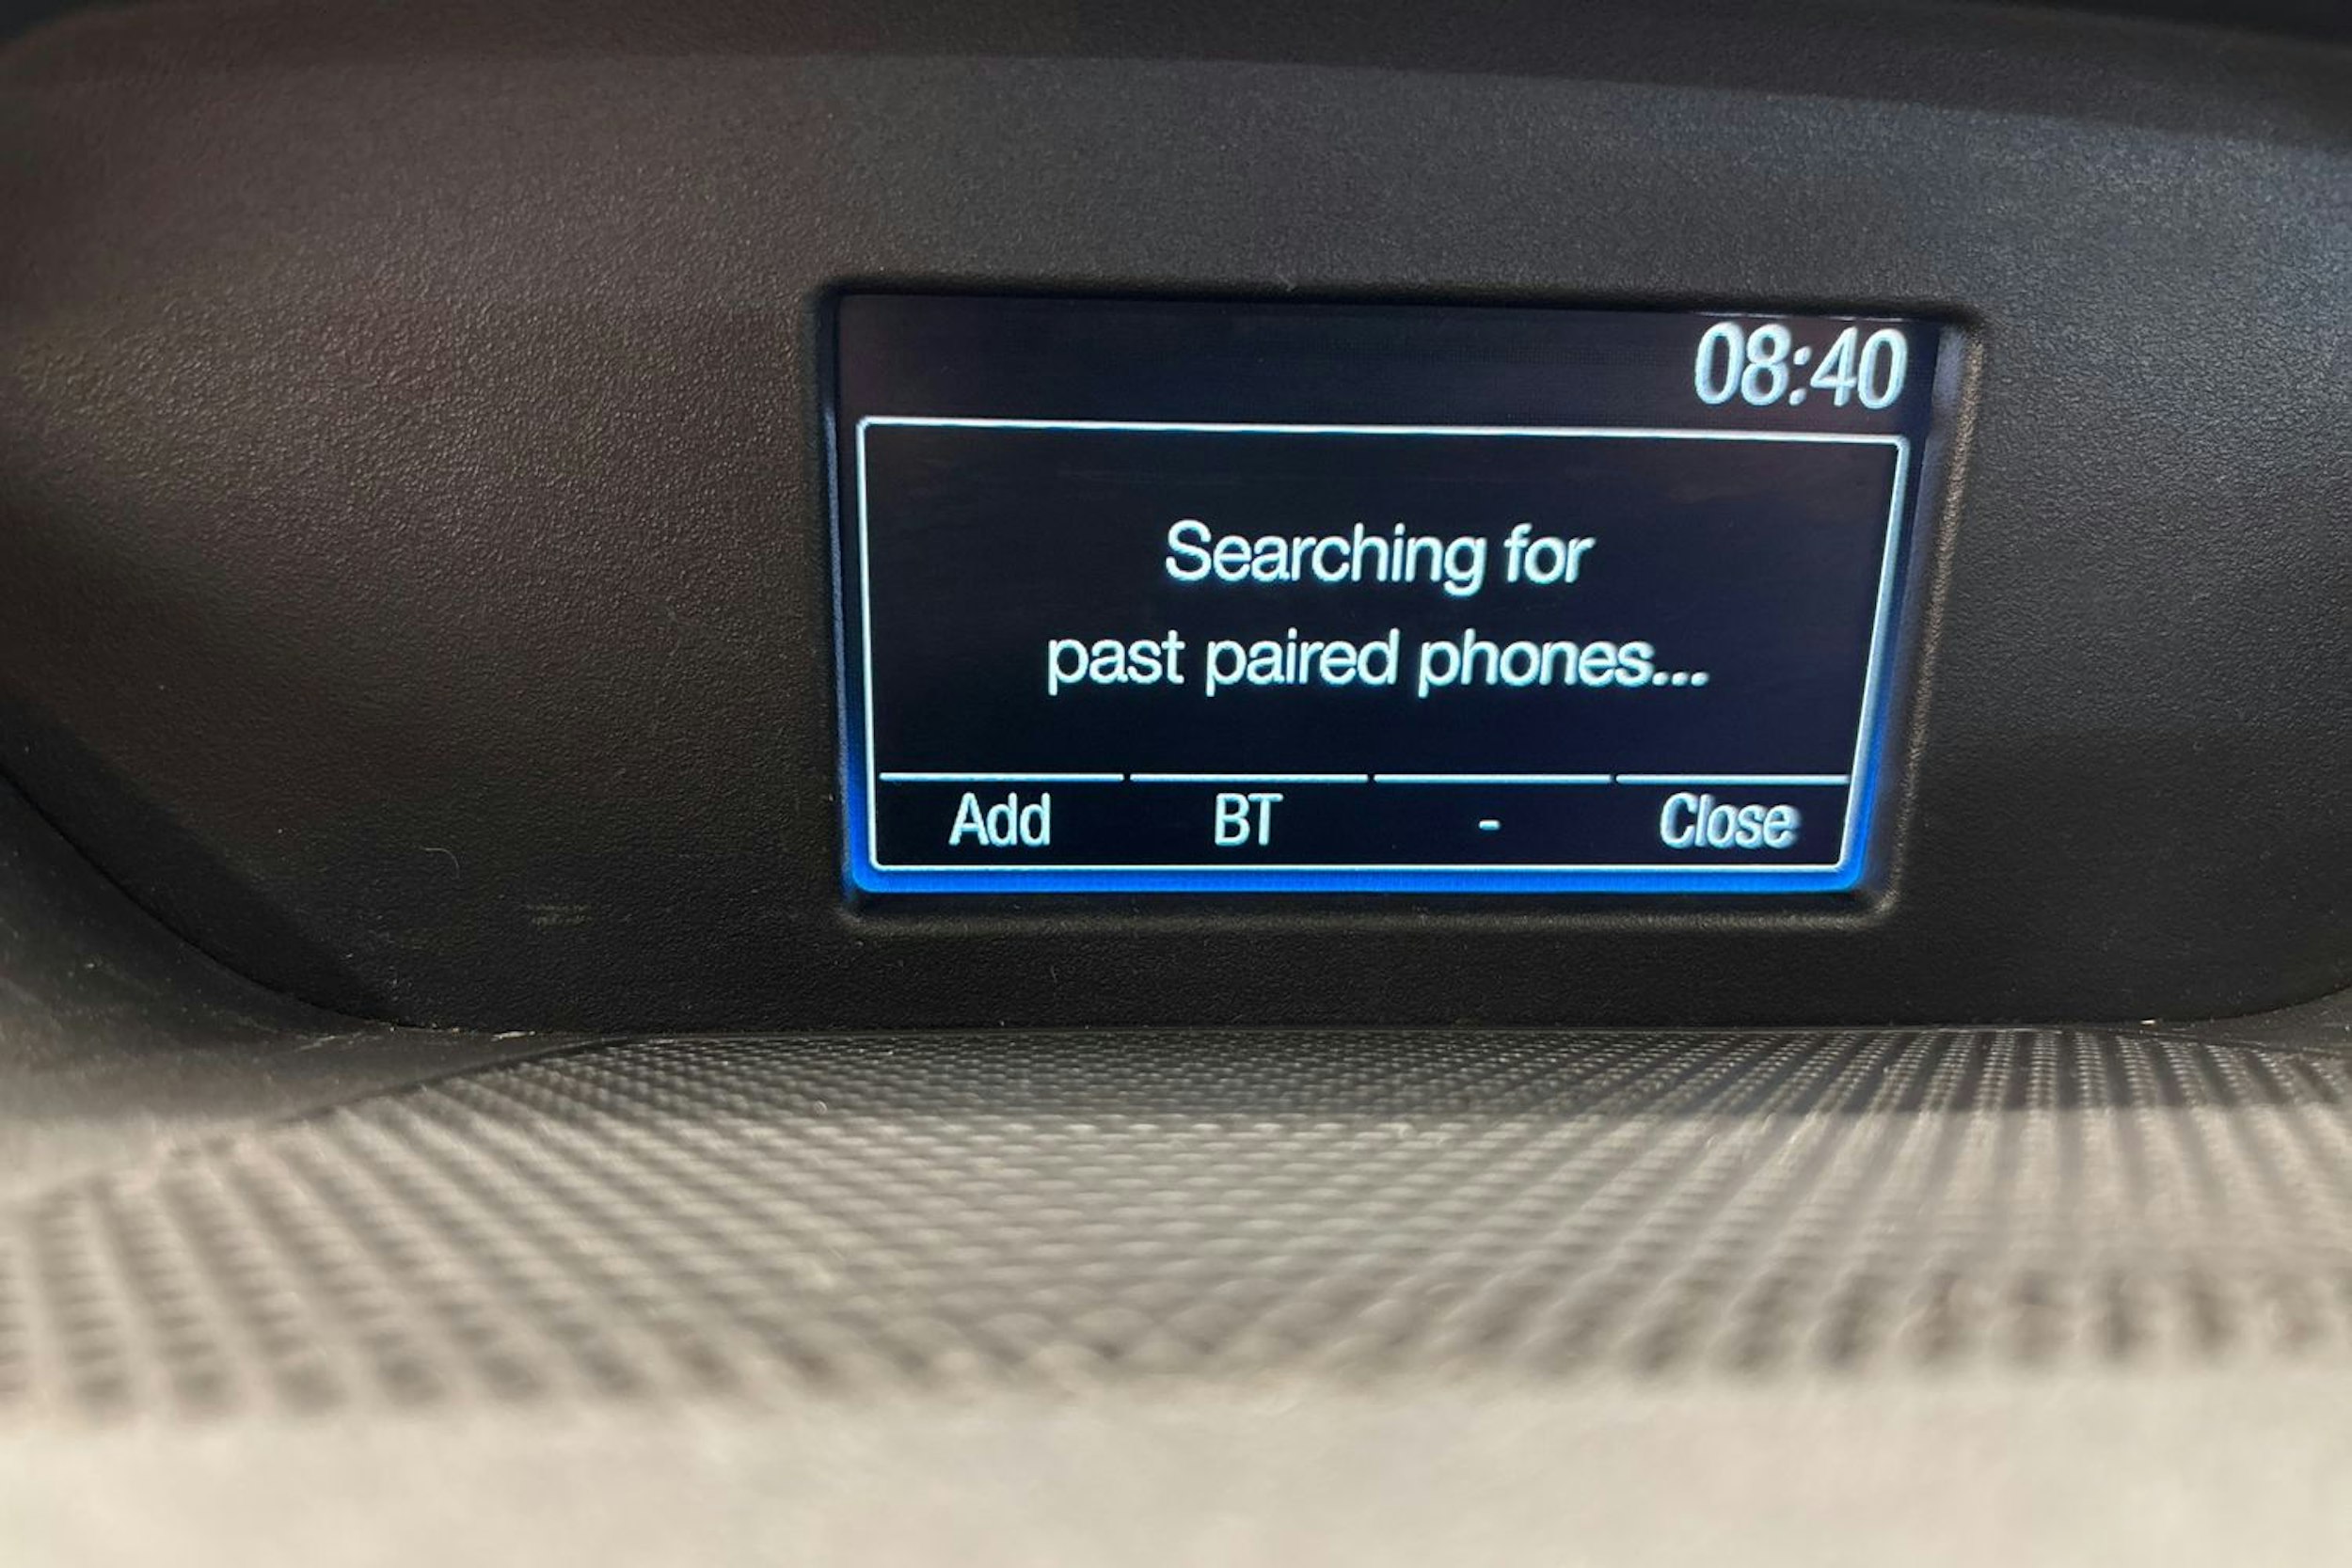 08:40
Searching for
past paired phones...
Add BT - Close